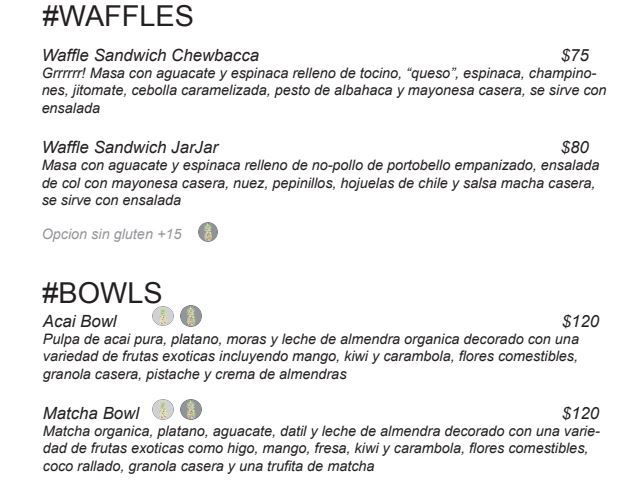 #WAFFLES
Waffle Sandwich Chewbacca $75
Grrrrrr! Masa con aguacate y espinaca relleno de tocino, “queso”, espinaca, champino-
nes, jitomate, cebolla caramelizada, pesto de albahaca y mayonesa casera, se sirve con
ensalada
Waffle Sandwich JarJar $80
Masa con aguacate y espinaca relleno de no-pollo de portobello empanizado, ensalada
de col con mayonesa casera, nuez, pepinillos, hojuelas de chile y salsa macha casera,
se sirve con ensalada
Opcion sin gluten +15
#BOWLS
Acai Bowl $120
Pulpa de acai pura, platano, moras y leche de almendra organica decorado con una
variedad de frutas exoticas incluyendo mango, kiwi y carambola, flores comestibles,
granola casera, pistache y crema de almendras
Matcha Bowl $120
Matcha organica, platano, aguacate, datil y leche de almendra decorado con una varie-
dad de frutas exoticas como higo, mango, fresa, kiwi y carambola, flores comestibles,
coco rallado, granola casera y una trufita de matcha